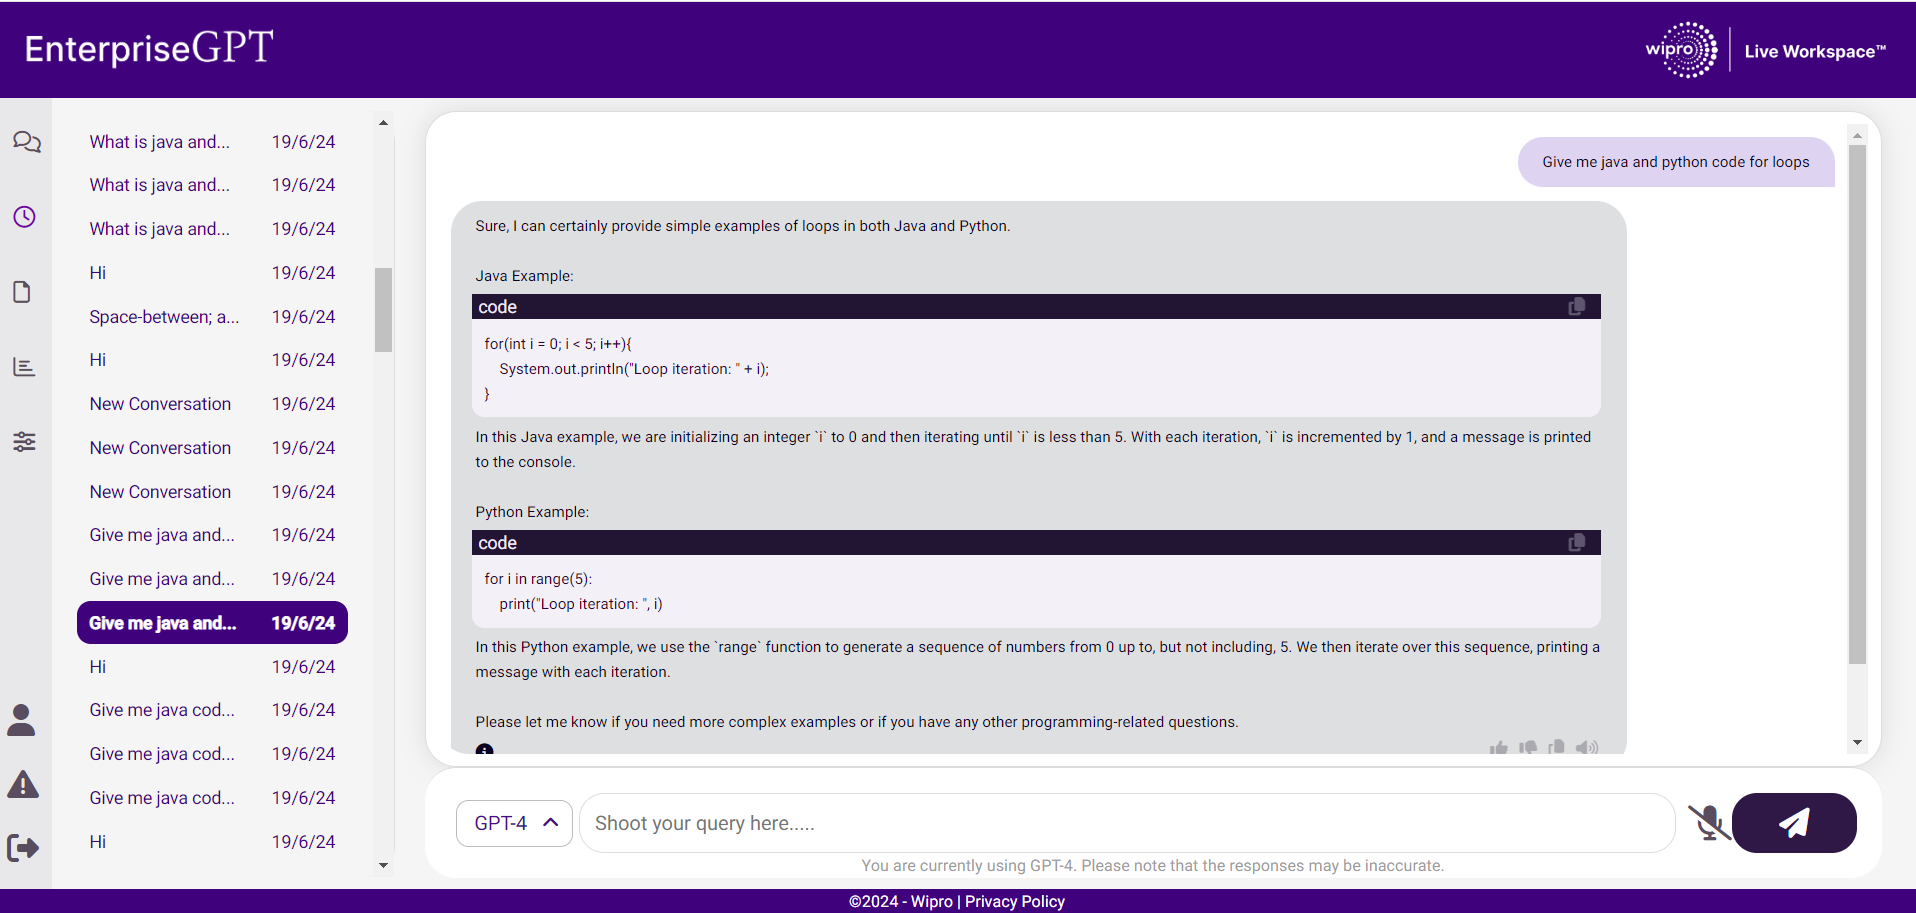 EnterpriseGPT
wipro
Live Workspace™
What is java and... 19/6/24
What is java and... 19/6/24
What is java and... 19/6/24
Hi 19/6/24
Space-between; a... 19/6/24
Hi 19/6/24
New Conversation 19/6/24
New Conversation 19/6/24
New Conversation 19/6/24
Give me java and... 19/6/24
Give me java and... 19/6/24
Give me java and... 19/6/24
Hi 19/6/24
Give me java cod... 19/6/24
Give me java cod... 19/6/24
Give me java cod... 19/6/24
Hi 19/6/24
Give me java and python code for loops
Sure, I can certainly provide simple examples of loops in both Java and Python.
Java Example:
code
for(int i = 0; i < 5; i++){
System.out.println("Loop iteration: " + i);
}
In this Java example, we are initializing an integer `i` to 0 and then iterating until `i` is less than 5. With each iteration, `i` is incremented by 1, and a message is printed
to the console.
Python Example:
code
for i in range(5):
print("Loop iteration: ", i)
In this Python example, we use the `range` function to generate a sequence of numbers from 0 up to, but not including, 5. We then iterate over this sequence, printing a
message with each iteration.
Please let me know if you need more complex examples or if you have any other programming-related questions.
GPT-4
Shoot your query here.....
You are currently using GPT-4. Please note that the responses may be inaccurate.
©2024 - Wipro | Privacy Policy